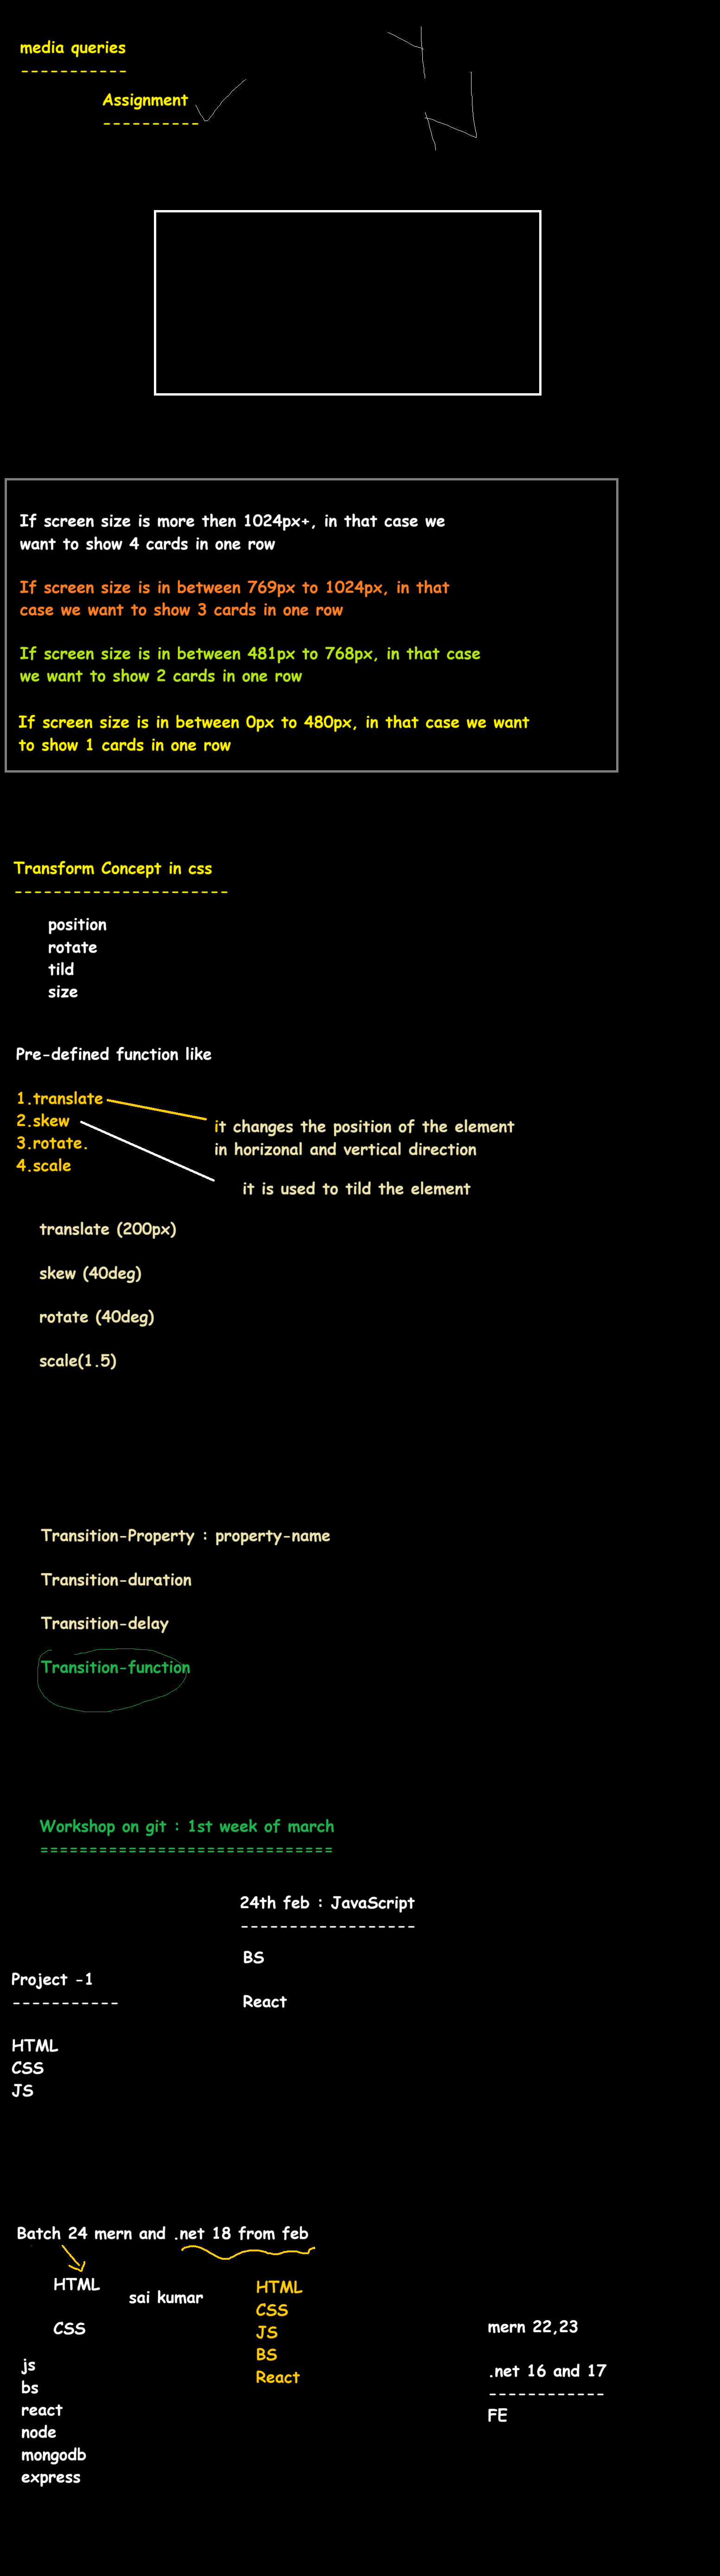 media queries
-----------
Assignment
----------
Y
N
If screen size is more then 1024px+, in that case we
want to show 4 cards in one row
If screen size is in between 769px to 1024px, in that
case we want to show 3 cards in one row
If screen size is in between 481px to 768px, in that case
we want to show 2 cards in one row
If screen size is in between 0px to 480px, in that case we want
to show 1 cards in one row
Transform Concept in css
----------------------
position
rotate
tild
size
Pre-defined function like
1.translate
2.skew
3.rotate.
4.scale
it changes the position of the element
in horizonal and vertical direction
it is used to tild the element
translate (200px)
skew (40deg)
rotate (40deg)
scale(1.5)
Transition-Property : property-name
Transition-duration
Transition-delay
Transition-function
Workshop on git : 1st week of march
==============================
24th feb : JavaScript
------------------
BS
React
Project -1
-----------
HTML
CSS
JS
Batch 24 mern and .net 18 from feb
HTML
CSS
sai kumar
js
bs
react
node
mongodb
express
HTML
CSS
JS
BS
React
mern 22,23
.net 16 and 17
------------
FE